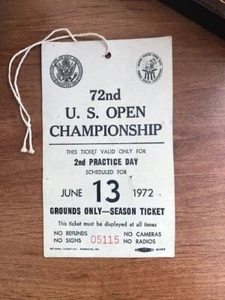 72nd
U. S. OPEN
CHAMPIONSHIP
THIS TICKET VALID ONLY FOR
2nd PRACTICE DAY
SCHEDULED FOR
JUNE 13 1972
GROUNDS ONLY—SEASON TICKET
This ticket must be displayed at all times
NO REFUNDS NO CAMERAS
NO SIGNS 05115 NO RADIOS